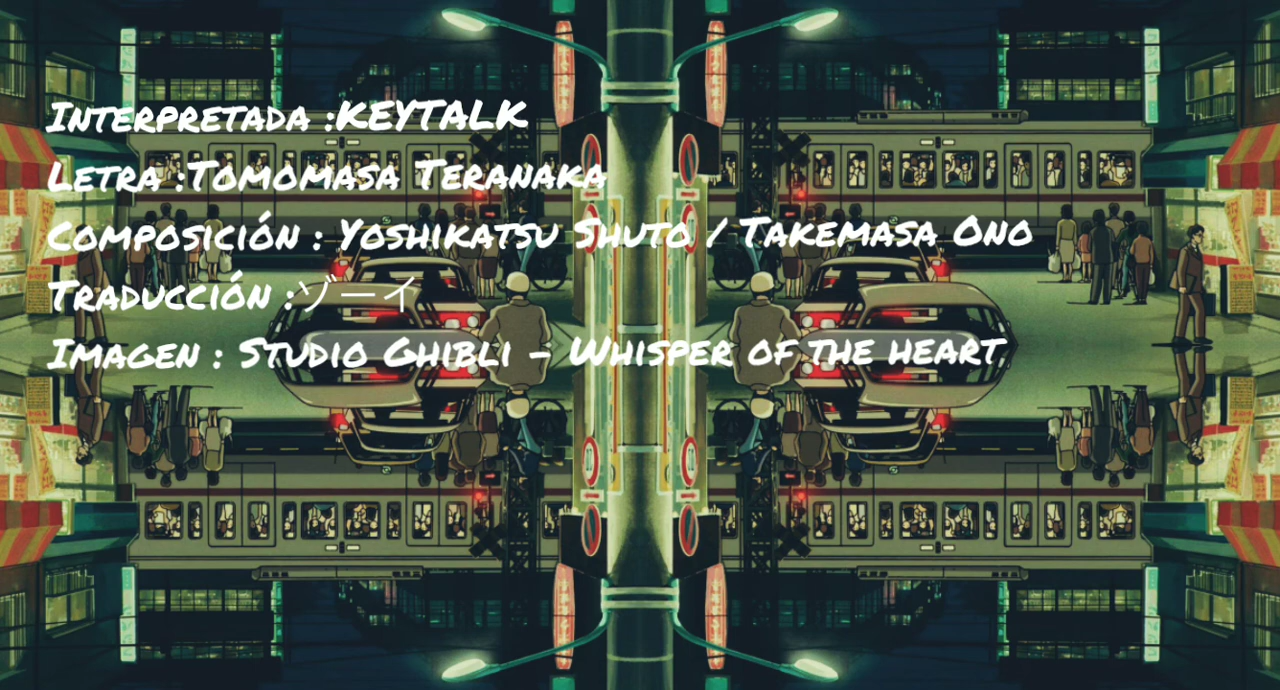 Interpretada :KEYTALK
Letra :Tomomasa Teranaka
Composición : Yoshikatsu Shuto / Takemasa Ono
Traducción :ゾーイ
Imagen : Studio Ghibli - Whisper of the heart.